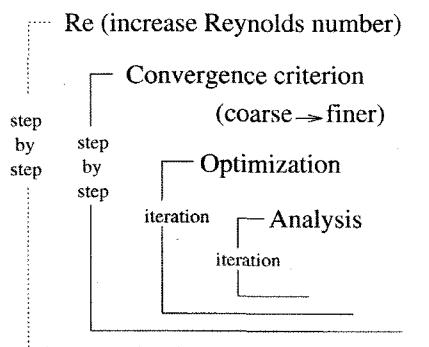 Re (increase Reynolds number)
Convergence criterion
(coarse→finer)
step
by
step
step
by
step
Optimization
iteration
Analysis
iteration